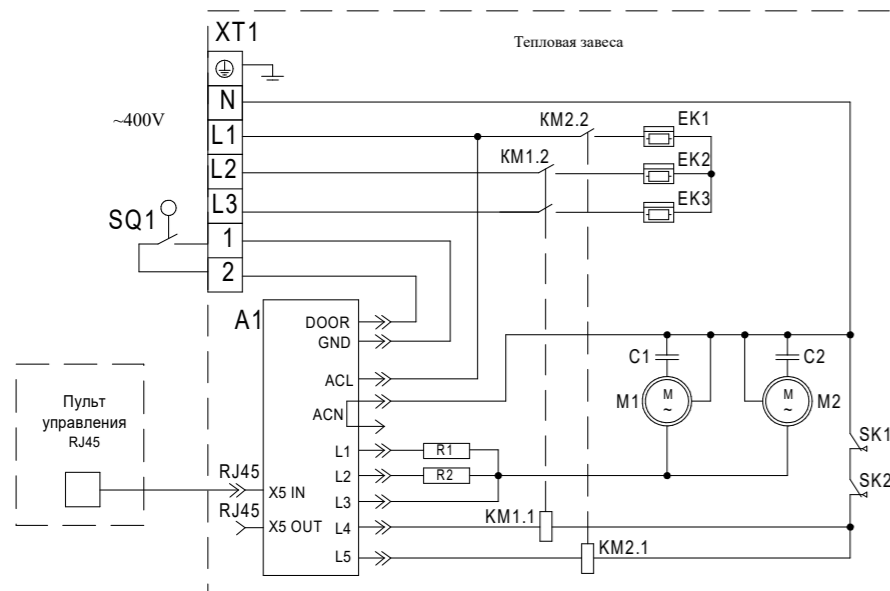 XT1
Тепловая завеса
N
~400V
L1
KM2.2
EK1
L2
KM1.2
EK2
L3
EK3
SQ1
1
2
A1
DOOR
GND
ACL
ACN
C1
C2
M1
M
~
M
~
M2
Пульт
управления
RJ45
L1
R1
SK1
L2
R2
SK2
RJ45
X5 IN
L3
RJ45
X5 OUT
L4
KM1.1
L5
KM2.1